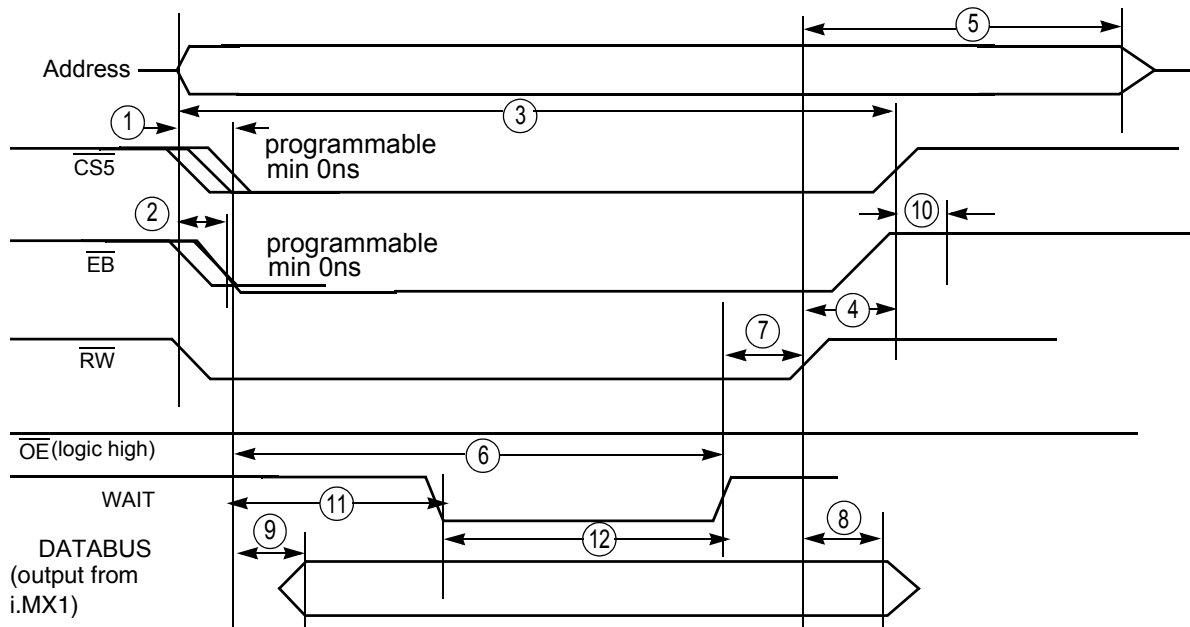 5
Address
3
1
programmable
min 0ns
CS5
2
10
programmable
min 0ns
EB
4
7
RW
OE(logic high)
6
WAIT
11
9
12
8
DATABUS
(output from
i.MX1)